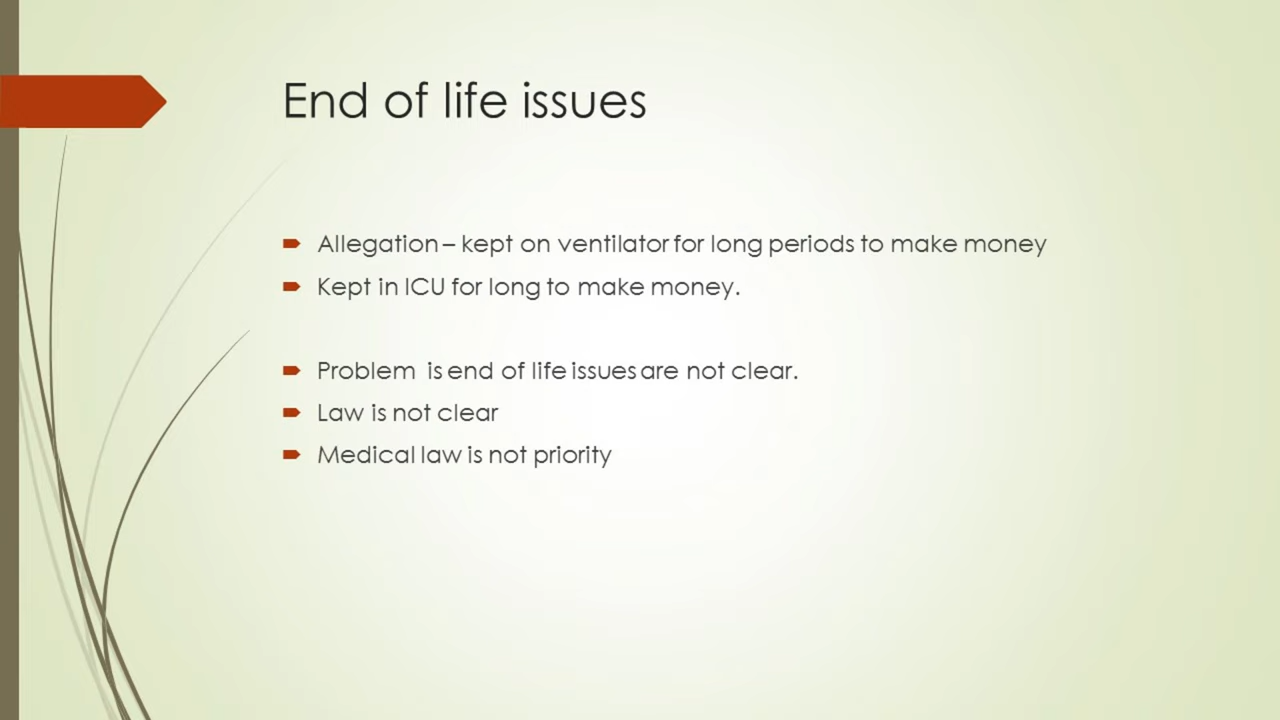 End of life issues
Allegation – kept on ventilator for long periods to make money
Kept in ICU for long to make money.
Problem is end of life issues are not clear.
Law is not clear
Medical law is not priority